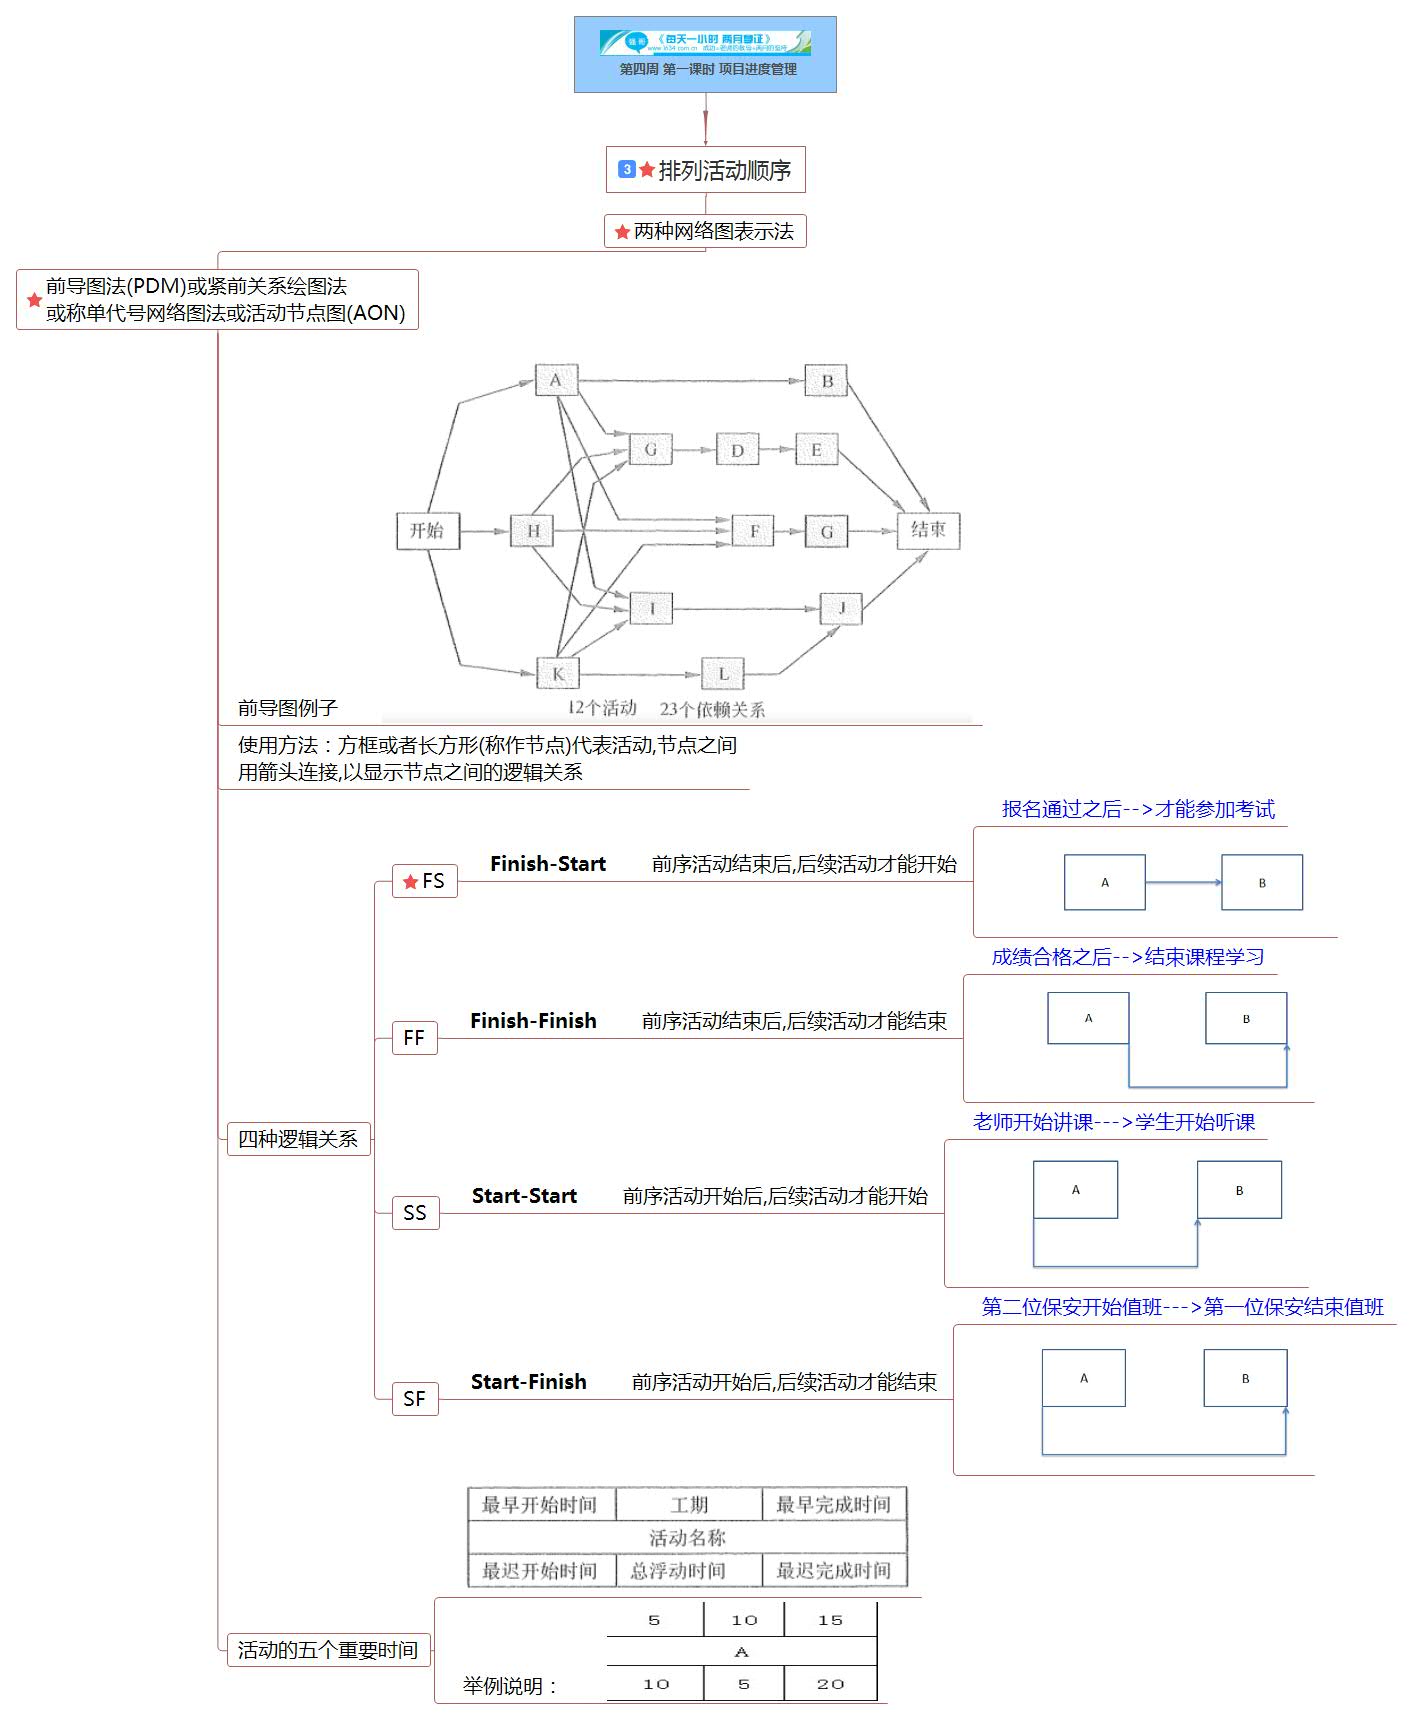 强哥
《每天一小时 两月拿证》
第四周 第一课时 项目进度管理
3
排列活动顺序
两种网络图表示法
前导图法(PDM)或紧前关系绘图法
或称单代号网络图法或活动节点图(AON)
A
B
G
D
E
开始
H
F
G
结束
I
J
K
L
12个活动 23个依赖关系
前导图例子
使用方法：方框或者长方形(称作节点)代表活动,节点之间
用箭头连接,以显示节点之间的逻辑关系
四种逻辑关系
FS
Finish-Start 前序活动结束后,后续活动才能开始
报名通过之后-->才能参加考试
A
B
FF
Finish-Finish 前序活动结束后,后续活动才能结束
成绩合格之后-->结束课程学习
A
B
SS
Start-Start 前序活动开始后,后续活动才能开始
老师开始讲课--->学生开始听课
A
B
SF
Start-Finish 前序活动开始后,后续活动才能结束
第二位保安开始值班--->第一位保安结束值班
A
B
活动的五个重要时间
最早开始时间 工期 最早完成时间
活动名称
最迟开始时间 总浮动时间 最迟完成时间
举例说明：
5 10 15
A
10 5 20